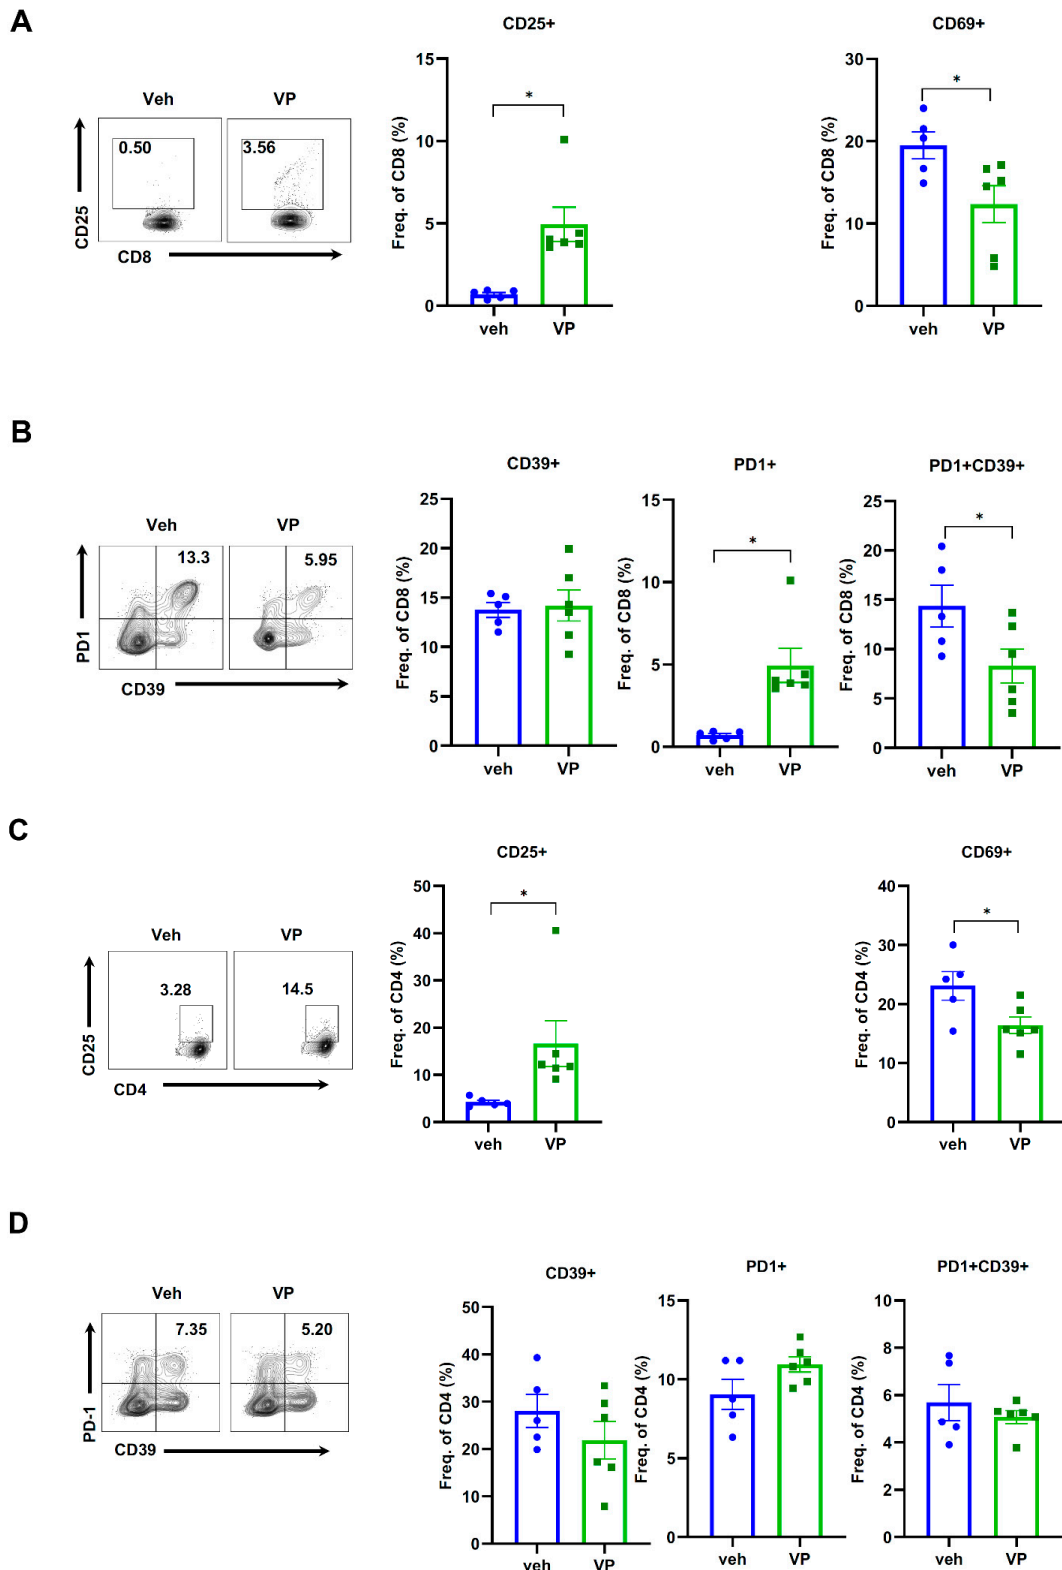 A
CD25+
CD69+
Veh
VP
0.50
3.56
CD25
CD8
Freq. of CD8 (%)
15
10
5
0
*
veh
VP
Freq. of CD8 (%)
30
20
10
0
*
veh
VP
B
CD39+
PD1+
PD1+CD39+
Veh
VP
13.3
5.95
PD1
CD39
Freq. of CD8 (%)
25
20
15
10
5
0
veh
VP
Freq. of CD8 (%)
15
10
5
0
*
veh
VP
Freq. of CD8 (%)
25
20
15
10
5
0
*
veh
VP
C
CD25+
CD69+
Veh
VP
3.28
14.5
CD25
CD4
Freq. of CD4 (%)
50
40
30
20
10
0
*
veh
VP
Freq. of CD4 (%)
40
30
20
10
0
*
veh
VP
D
CD39+
PD1+
PD1+CD39+
Veh
VP
7.35
5.20
PD-1
CD39
Freq. of CD4 (%)
50
40
30
20
10
0
veh
VP
Freq. of CD4 (%)
15
10
5
0
veh
VP
Freq. of CD4 (%)
10
8
6
4
2
0
veh
VP